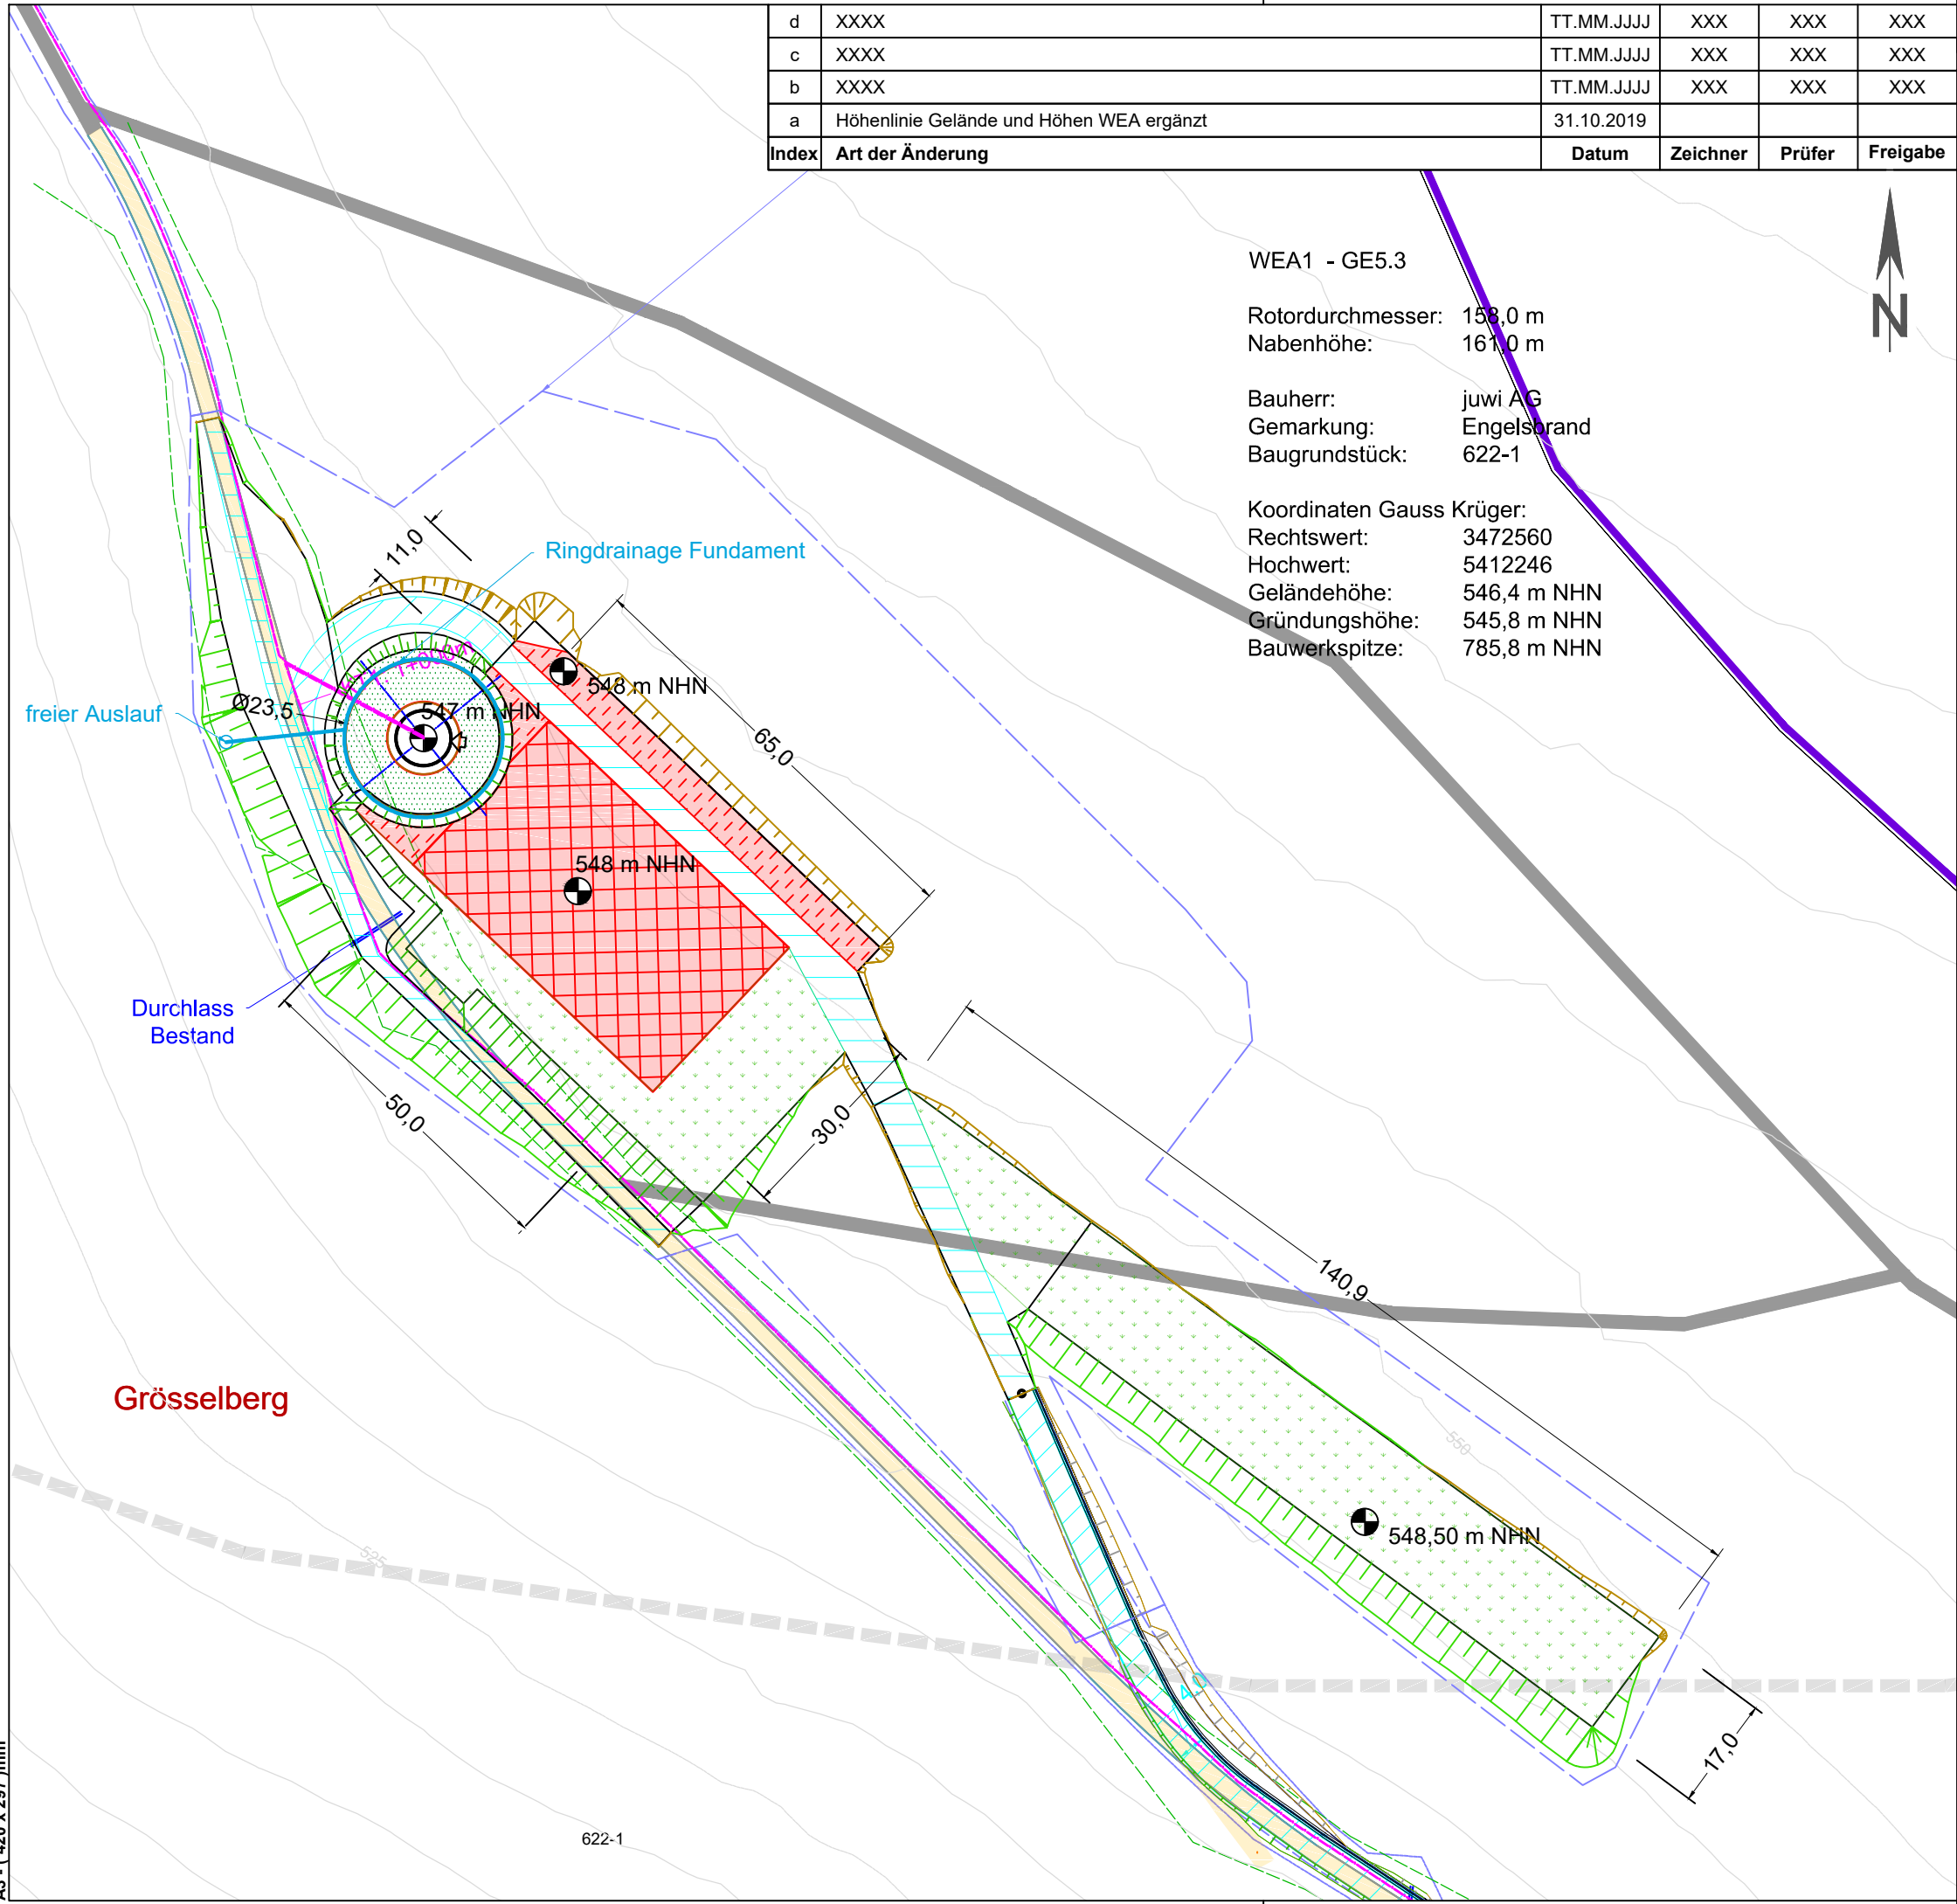 d XXXX TT.MM.JJJJ XXX XXX XXX
c XXXX TT.MM.JJJJ XXX XXX XXX
b XXXX TT.MM.JJJJ XXX XXX XXX
a Höhenlinie Gelände und Höhen WEA ergänzt 31.10.2019
Index Art der Änderung Datum Zeichner Prüfer Freigabe
WEA1 - GE5.3
Rotordurchmesser: 158,0 m
Nabenhöhe: 161,0 m
Bauherr: juwi AG
Gemarkung: Engelsbrand
Baugrundstück: 622-1
Koordinaten Gauss Krüger:
Rechtswert: 3472560
Hochwert: 5412246
Geländehöhe: 546,4 m NHN
Gründungshöhe: 545,8 m NHN
Bauwerkspitze: 785,8 m NHN
N
11,0
Ringdrainage Fundament
548 m NHN
Ø23,5
547 m NHN
freier Auslauf
65,0
548 m NHN
Durchlass
Bestand
50,0
30,0
140,9
Grösselberg
550
548,50 m NHN
525
4,0
17,0
622-1